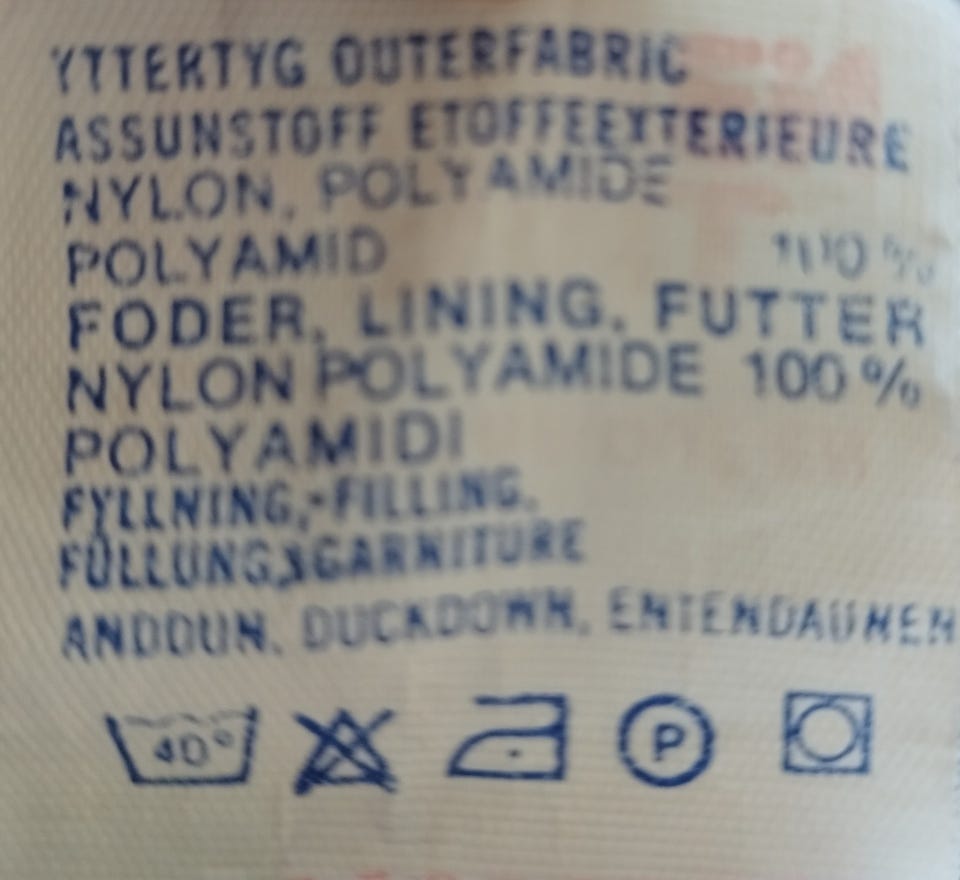 YTTERTYG OUTERFABRIC
ASSUNSTOFF ETOFFEEXTERIEURE
NYLON, POLYAMIDE
POLYAMID 100 %
FODER, LINING, FUTTER
NYLON POLYAMIDE 100 %
POLYAMIDI
FYLLNING,-FILLING,
FÜLLUNG,GARNITURE
ANDDUN, DUCKDOWN, ENTENDAUNEN
40° P